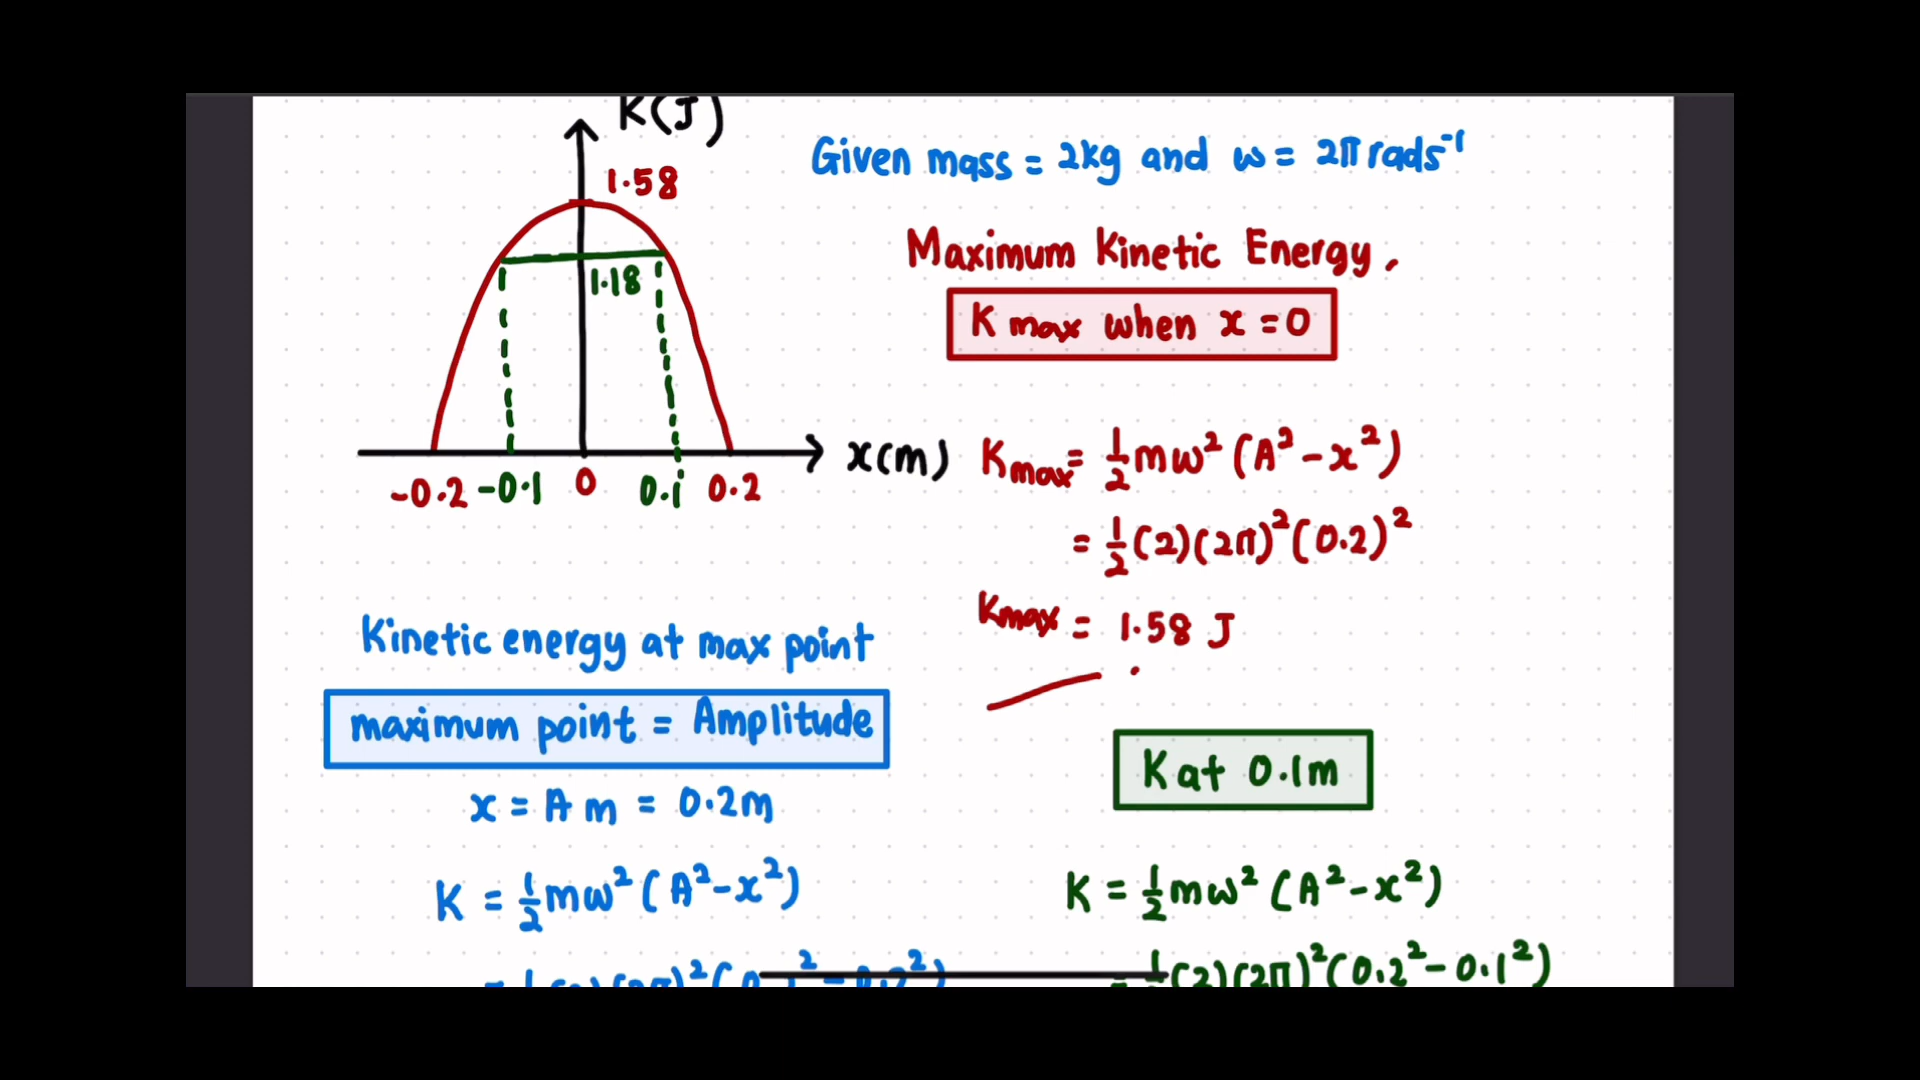 K(J)
1.58
1.18
x(m)
-0.2 -0.1 0 0.1 0.2
Given mass = 2kg and ω = 2π rads⁻¹
Maximum Kinetic Energy,
K max when x = 0
Kmax = ½mω²(A²-x²)
= ½(2)(2π)²(0.2)²
Kmax = 1.58 J
Kinetic energy at max point
maximum point = Amplitude
x = A m = 0.2m
K = ½mω²(A²-x²)
K at 0.1m
K = ½mω²(A²-x²)
= ½(2)(2π)²(0.2²-0.1²)